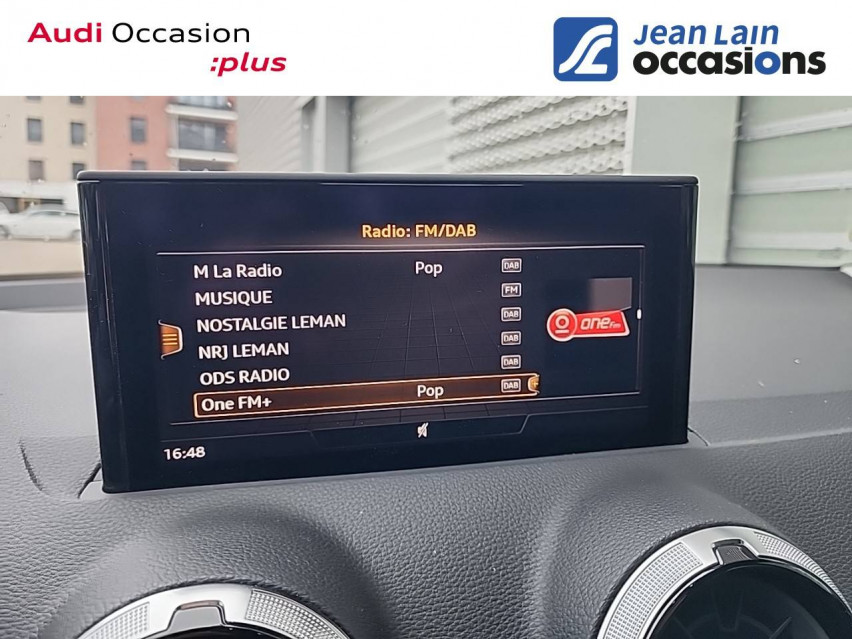 Audi Occasion
:plus
Jean Lain
occasions
Radio: FM/DAB
M La Radio Pop DAB
MUSIQUE FM
NOSTALGIE LEMAN DAB
NRJ LEMAN DAB
ODS RADIO DAB
One FM+ Pop DAB
one fm
16:48